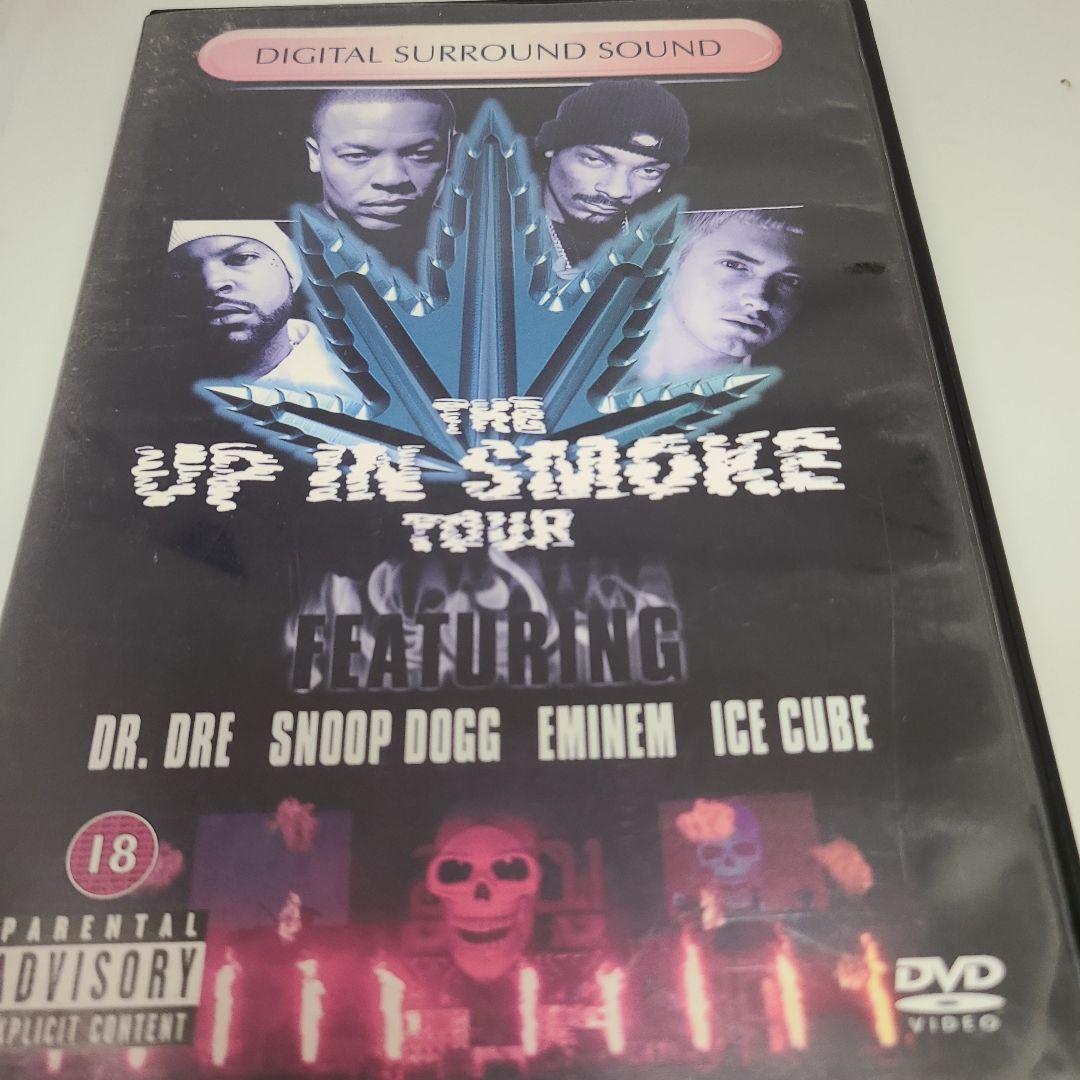 DIGITAL SURROUND SOUND
THE
UP IN SMOKE
TOUR
FEATURING
DR. DRE SNOOP DOGG EMINEM ICE CUBE
18
PARENTAL
ADVISORY
EXPLICIT CONTENT
DVD
VIDEO